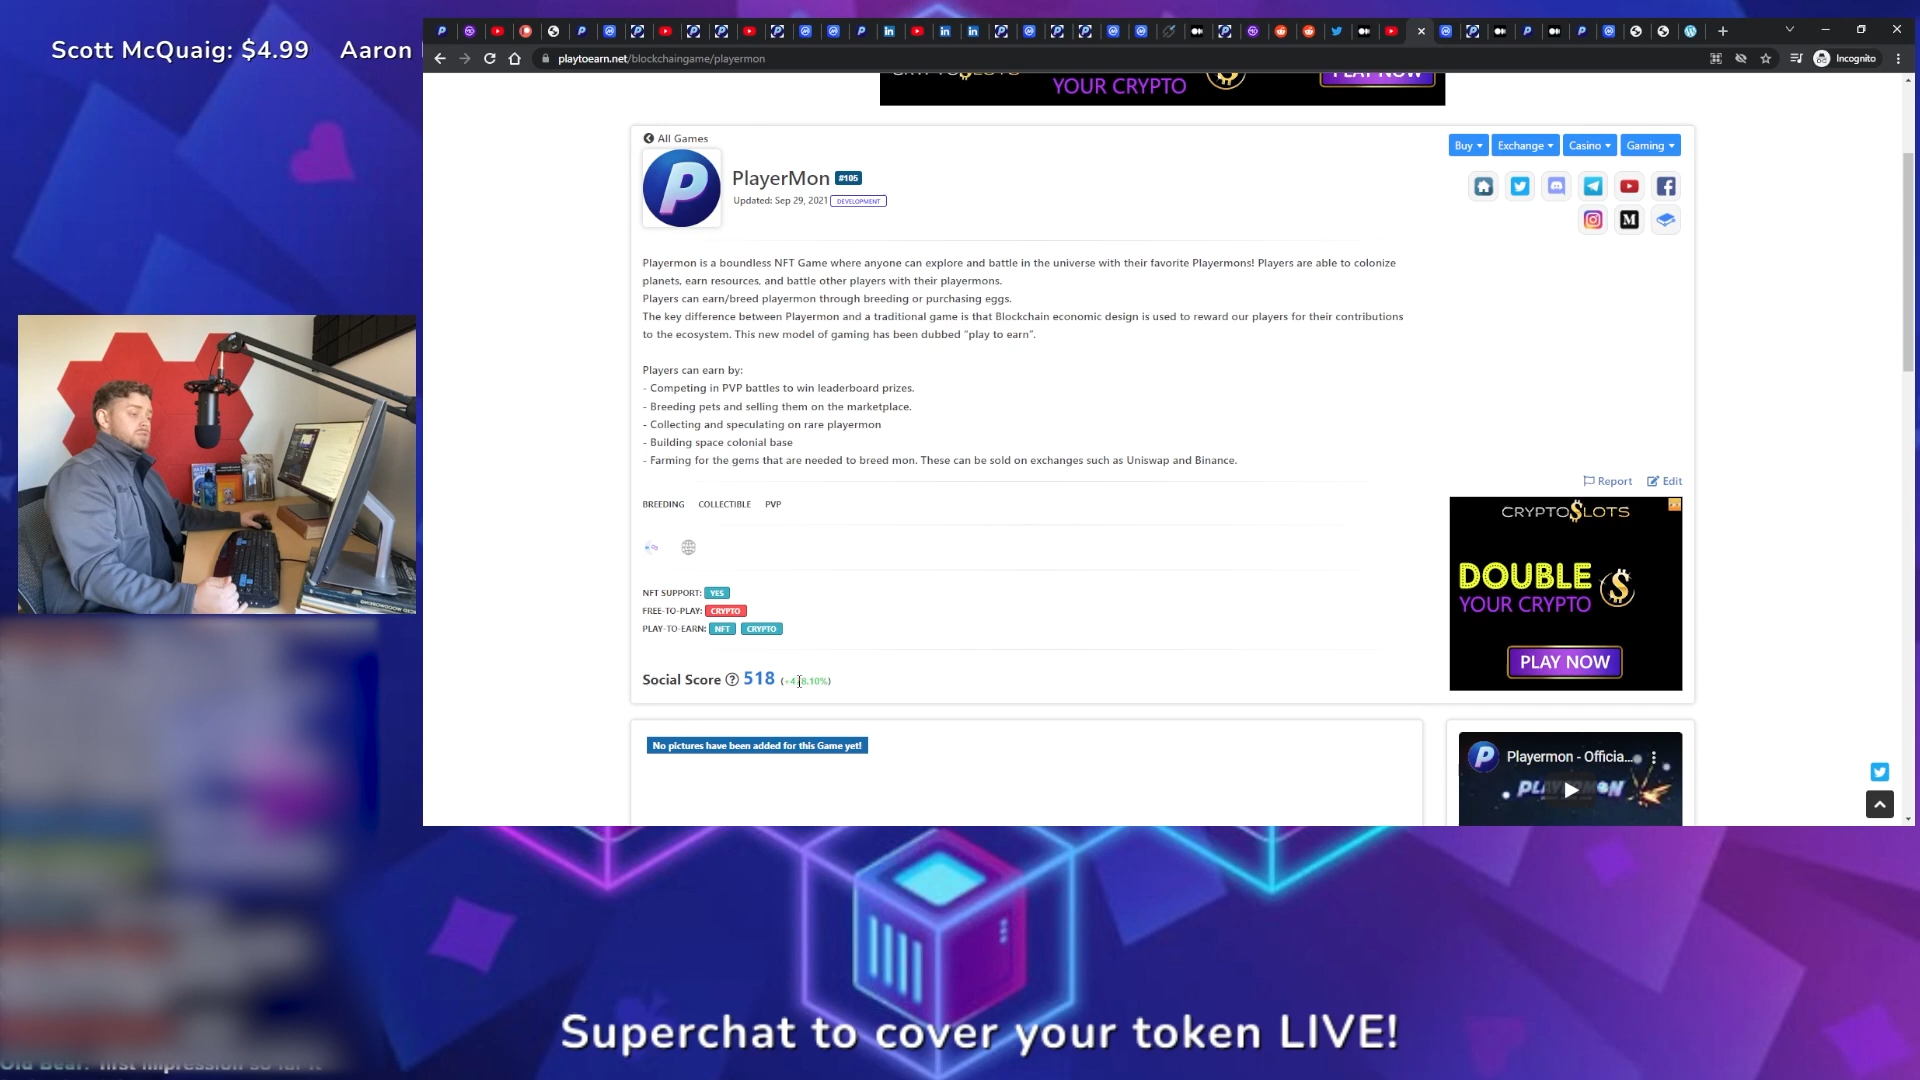 Scott McQuaig: $4.99 Aaron
playtoearn.net/blockchaingame/playermon
Incognito
YOUR CRYPTO
PLAY NOW
All Games
Buy Exchange Casino Gaming
PlayerMon #105
Updated: Sep 29, 2021 DEVELOPMENT
Playermon is a boundless NFT Game where anyone can explore and battle in the universe with their favorite Playermons! Players are able to colonize
planets, earn resources, and battle other players with their playermons.
Players can earn/breed playermon through breeding or purchasing eggs.
The key difference between Playermon and a traditional game is that Blockchain economic design is used to reward our players for their contributions
to the ecosystem. This new model of gaming has been dubbed “play to earn”.
Players can earn by:
- Competing in PVP battles to win leaderboard prizes.
- Breeding pets and selling them on the marketplace.
- Collecting and speculating on rare playermon
- Building space colonial base
- Farming for the gems that are needed to breed mon. These can be sold on exchanges such as Uniswap and Binance.
Report Edit
BREEDING COLLECTIBLE PVP
CRYPTO$LOTS
DOUBLE
YOUR CRYPTO
PLAY NOW
NFT SUPPORT: YES
FREE-TO-PLAY: CRYPTO
PLAY-TO-EARN: NFT CRYPTO
Social Score 518
No pictures have been added for this Game yet!
Playermon - Officia...
Superchat to cover your token LIVE!